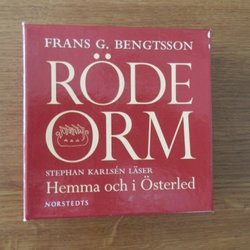 FRANS G. BENGTSSON
RÖDE
ORM
STEPHAN KARLSÉN LÄSER
Hemma och i Österled
NORSTEDTS